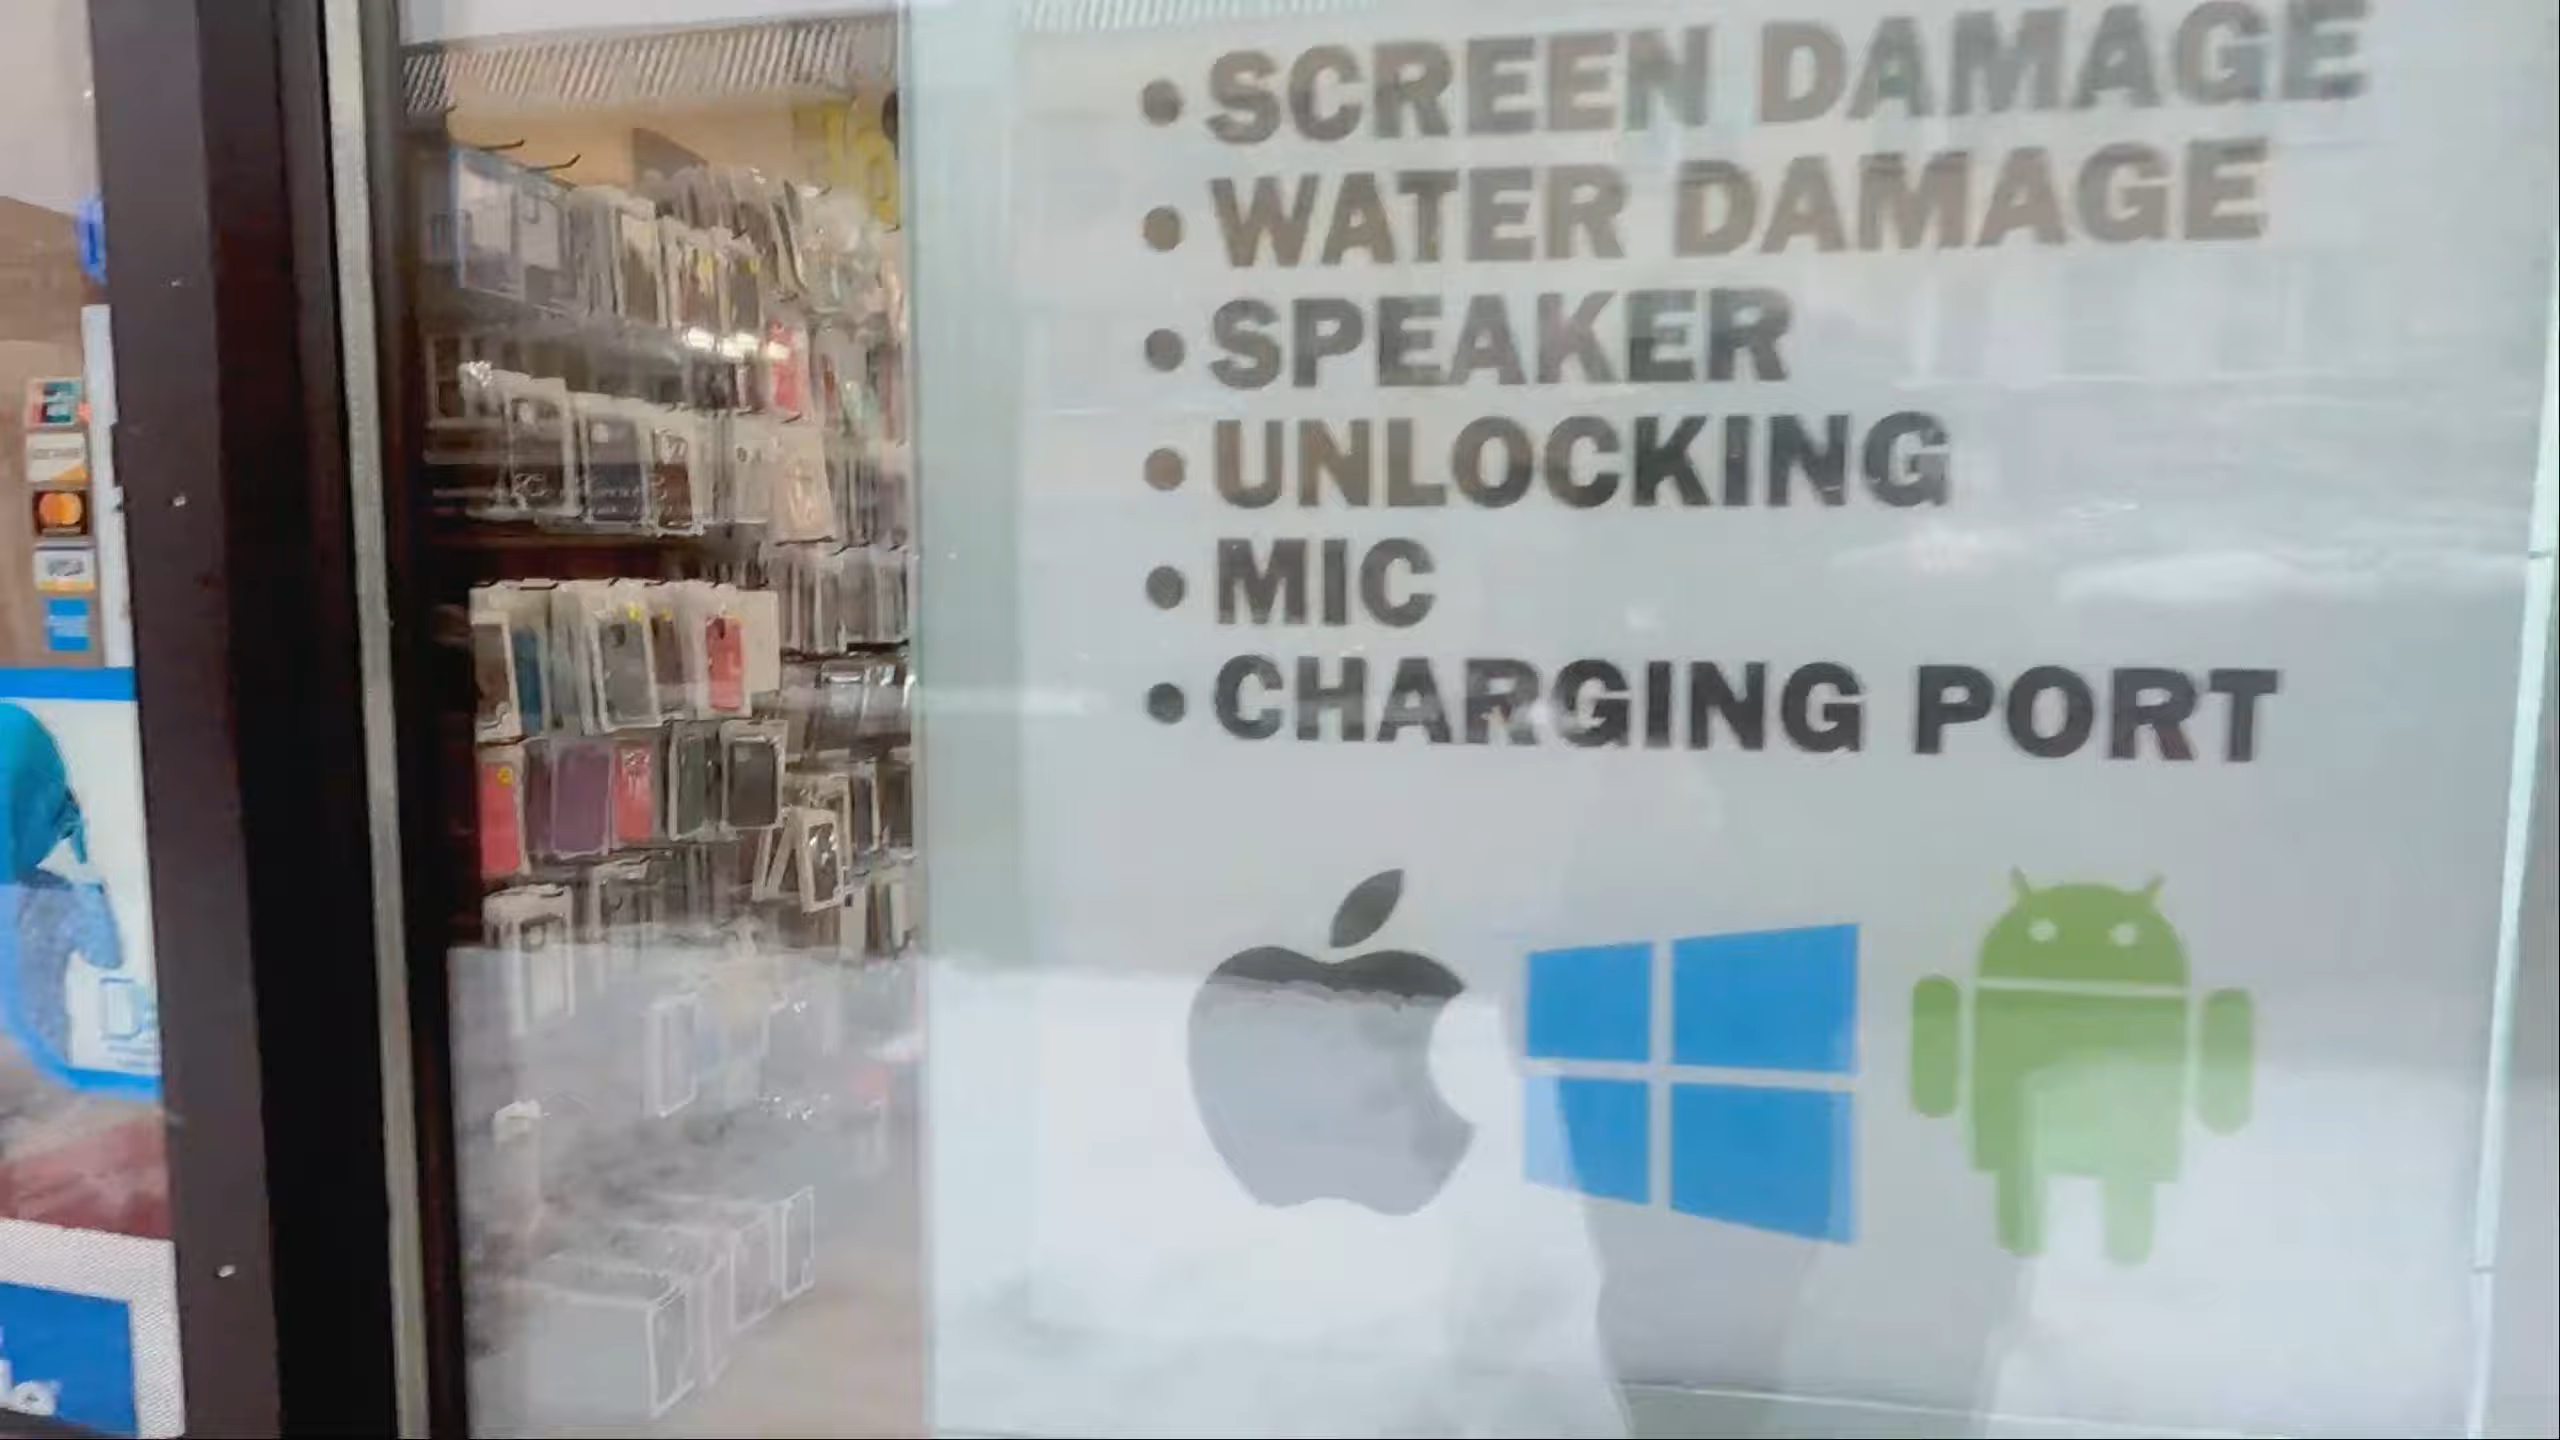 • SCREEN DAMAGE
• WATER DAMAGE
• SPEAKER
• UNLOCKING
• MIC
• CHARGING PORT